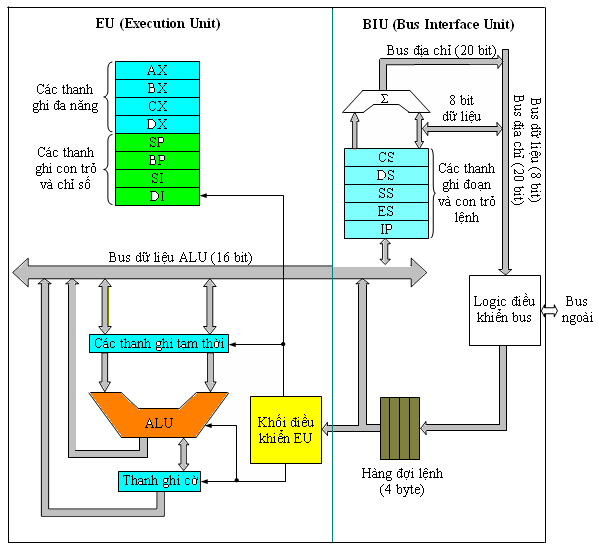 EU (Execution Unit)
BIU (Bus Interface Unit)
Bus địa chỉ (20 bit)
Các thanh
ghi đa năng
AX
BX
CX
DX
Các thanh
ghi con trỏ
và chỉ số
SP
BP
SI
DI
Σ
8 bit
dữ liệu
Bus dữ liệu (8 bit)
Bus địa chỉ (20 bit)
CS
DS
SS
ES
IP
Các thanh
ghi đoạn
và con trỏ
lệnh
Bus dữ liệu ALU (16 bit)
Logic điều
khiển bus
Bus
ngoài
Các thanh ghi tạm thời
ALU
Khối điều
khiển EU
Thanh ghi cờ
Hàng đợi lệnh
(4 byte)